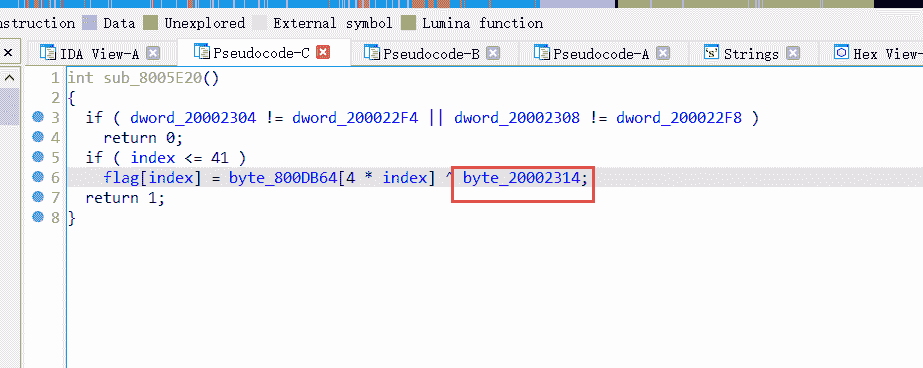 nstruction Data Unexplored External symbol Lumina function
IDA View-A Pseudocode-C Pseudocode-B Pseudocode-A Strings Hex View-
1 int sub_8005E20()
2 {
3 if ( dword_20002304 != dword_200022F4 || dword_20002308 != dword_200022F8 )
4 return 0;
5 if ( index <= 41 )
6 flag[index] = byte_800DB64[4 * index] ^ byte_20002314;
7 return 1;
8 }